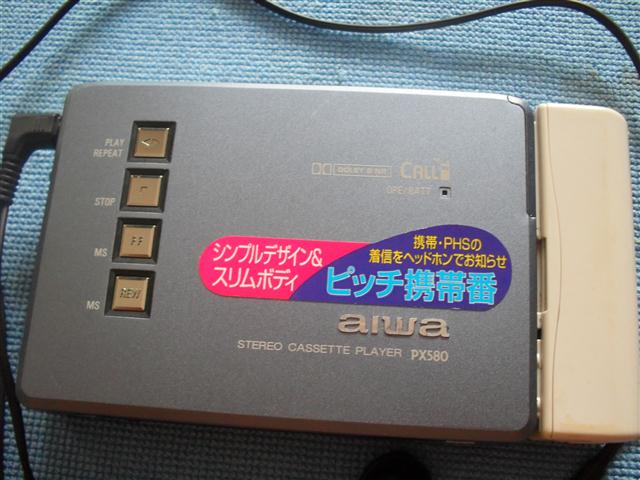 PLAY
REPEAT
STOP
FF
MS
REW
MS
DOLBY B NR
CALL
OPE/BATT
シンプルデザイン&
スリムボディ
携帯・PHSの
着信をヘッドホンでお知らせ
ピッチ携帯番
aiwa
STEREO CASSETTE PLAYER PX580